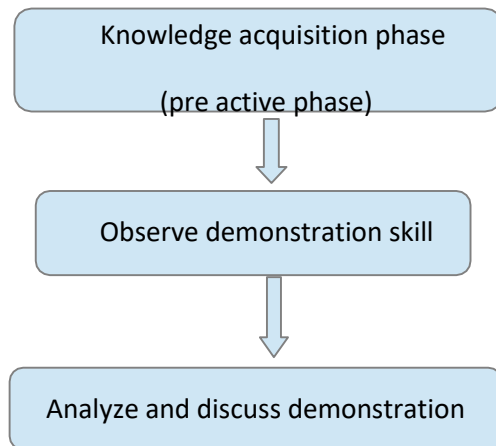 Knowledge acquisition phase
(pre active phase)
Observe demonstration skill
Analyze and discuss demonstration